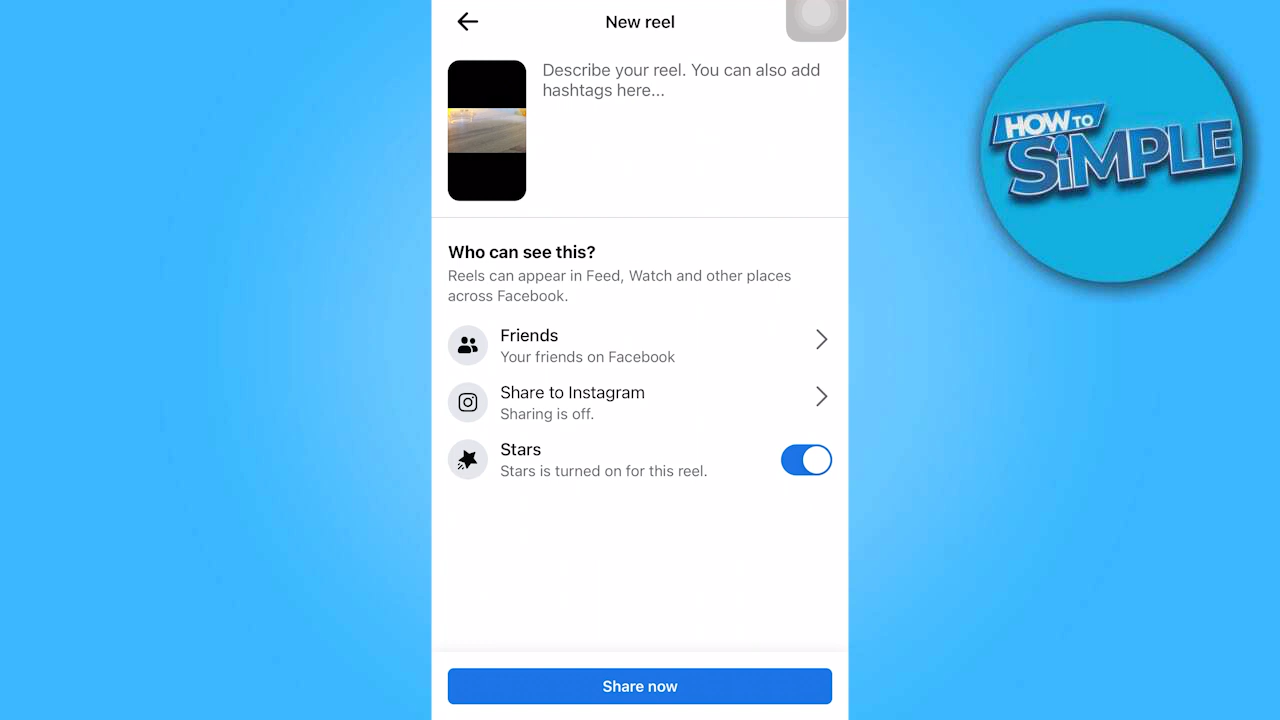 New reel
Describe your reel. You can also add
hashtags here...
HOW TO
SiMPLE
Who can see this?
Reels can appear in Feed, Watch and other places
across Facebook.
Friends
Your friends on Facebook
Share to Instagram
Sharing is off.
Stars
Stars is turned on for this reel.
Share now